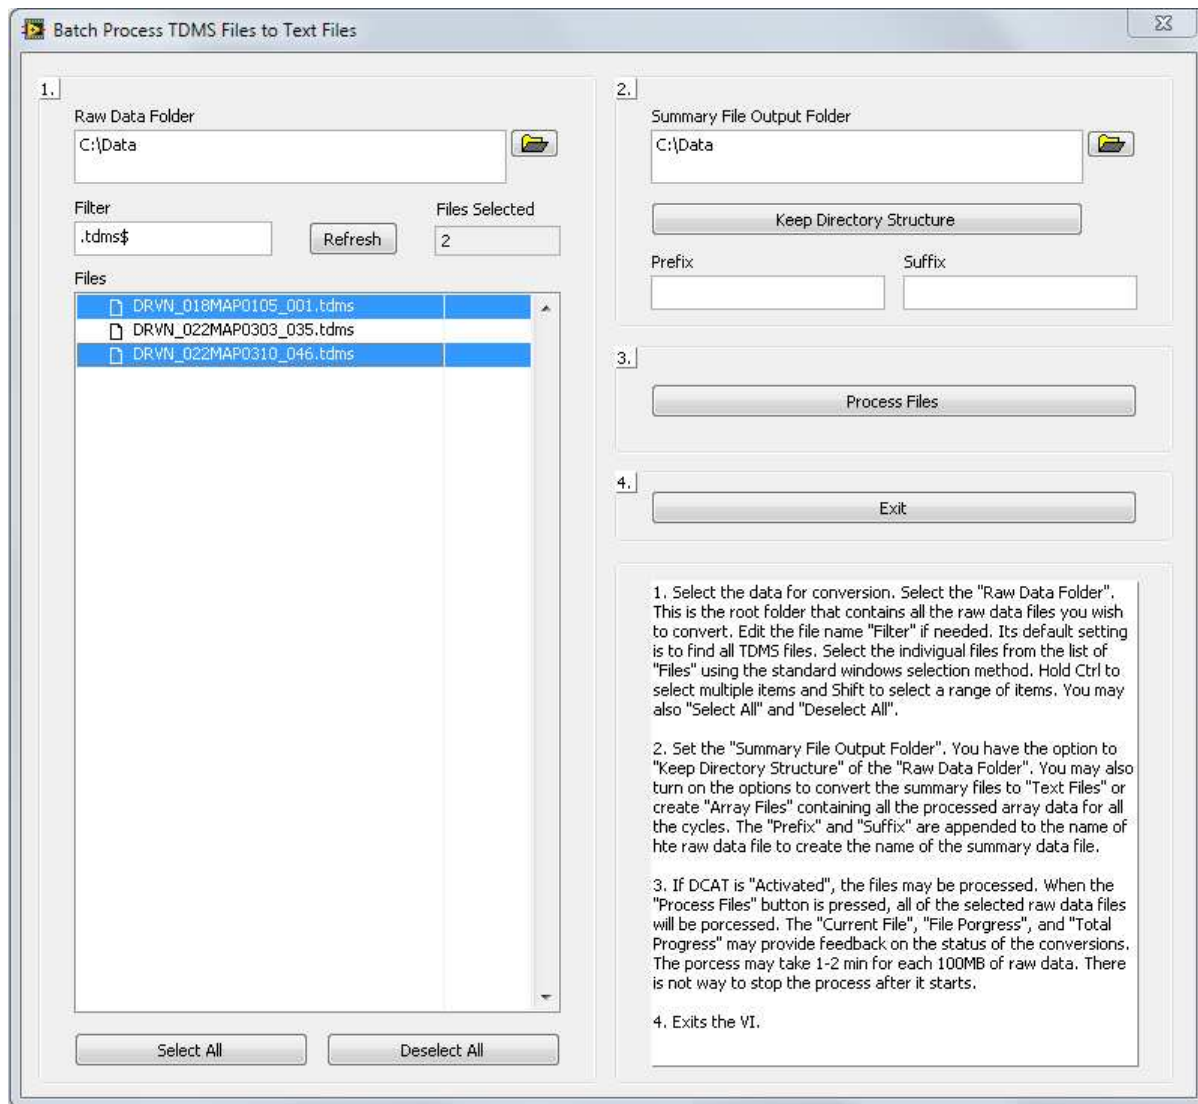 Batch Process TDMS Files to Text Files
1.
Raw Data Folder
C:\Data
Filter
Files Selected
.tdms$
Refresh
2
Files
DRVN_018MAP0105_001.tdms
DRVN_022MAP0303_035.tdms
DRVN_022MAP0310_046.tdms
Select All
Deselect All
2.
Summary File Output Folder
C:\Data
Keep Directory Structure
Prefix
Suffix
3.
Process Files
4.
Exit
1. Select the data for conversion. Select the "Raw Data Folder".
This is the root folder that contains all the raw data files you wish
to convert. Edit the file name "Filter" if needed. Its default setting
is to find all TDMS files. Select the indivigual files from the list of
"Files" using the standard windows selection method. Hold Ctrl to
select multiple items and Shift to select a range of items. You may
also "Select All" and "Deselect All".
2. Set the "Summary File Output Folder". You have the option to
"Keep Directory Structure" of the "Raw Data Folder". You may also
turn on the options to convert the summary files to "Text Files" or
create "Array Files" containing all the processed array data for all
the cycles. The "Prefix" and "Suffix" are appended to the name of
hte raw data file to create the name of the summary data file.
3. If DCAT is "Activated", the files may be processed. When the
"Process Files" button is pressed, all of the selected raw data files
will be porcessed. The "Current File", "File Porgress", and "Total
Progress" may provide feedback on the status of the conversions.
The porcess may take 1-2 min for each 100MB of raw data. There
is not way to stop the process after it starts.
4. Exits the VI.